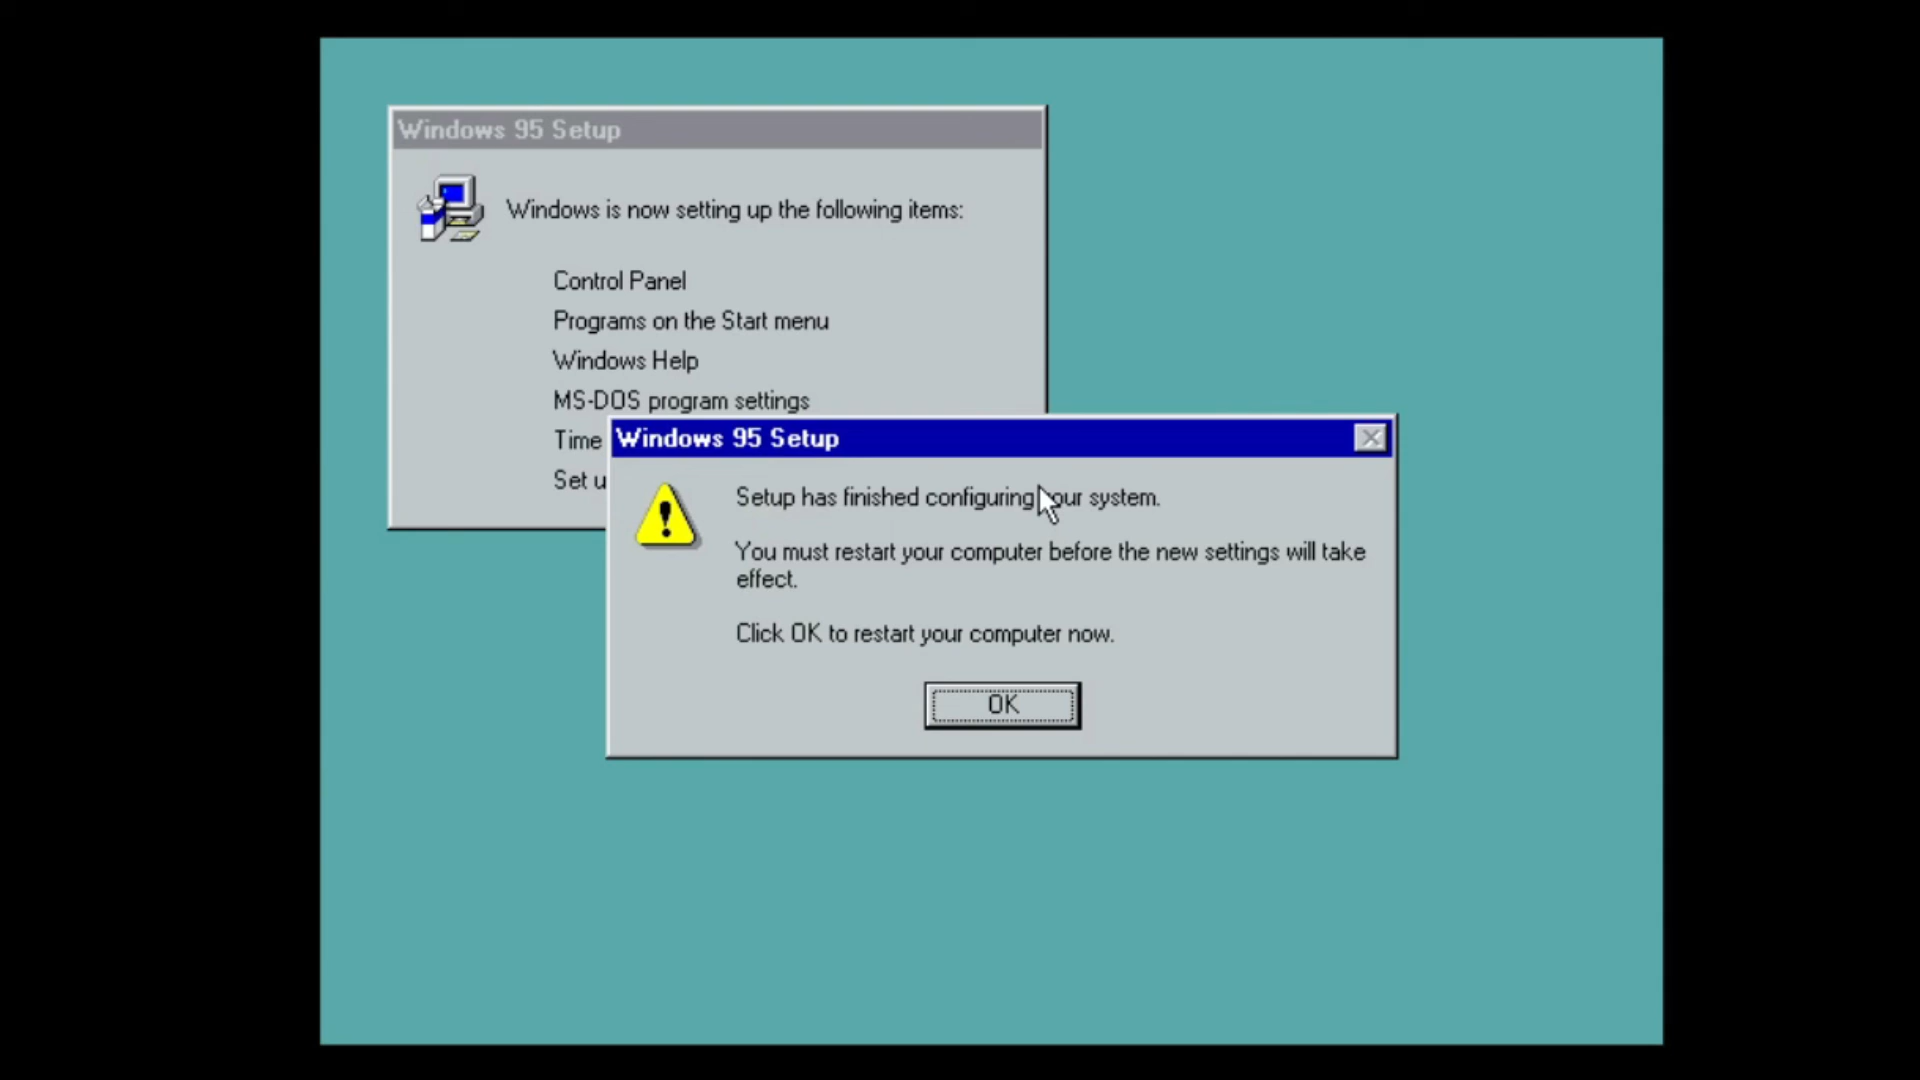 Windows 95 Setup
Windows is now setting up the following items:
Control Panel
Programs on the Start menu
Windows Help
MS-DOS program settings
Time
Set
Windows 95 Setup
Setup has finished configuring your system.
You must restart your computer before the new settings will take
effect.
Click OK to restart your computer now.
OK